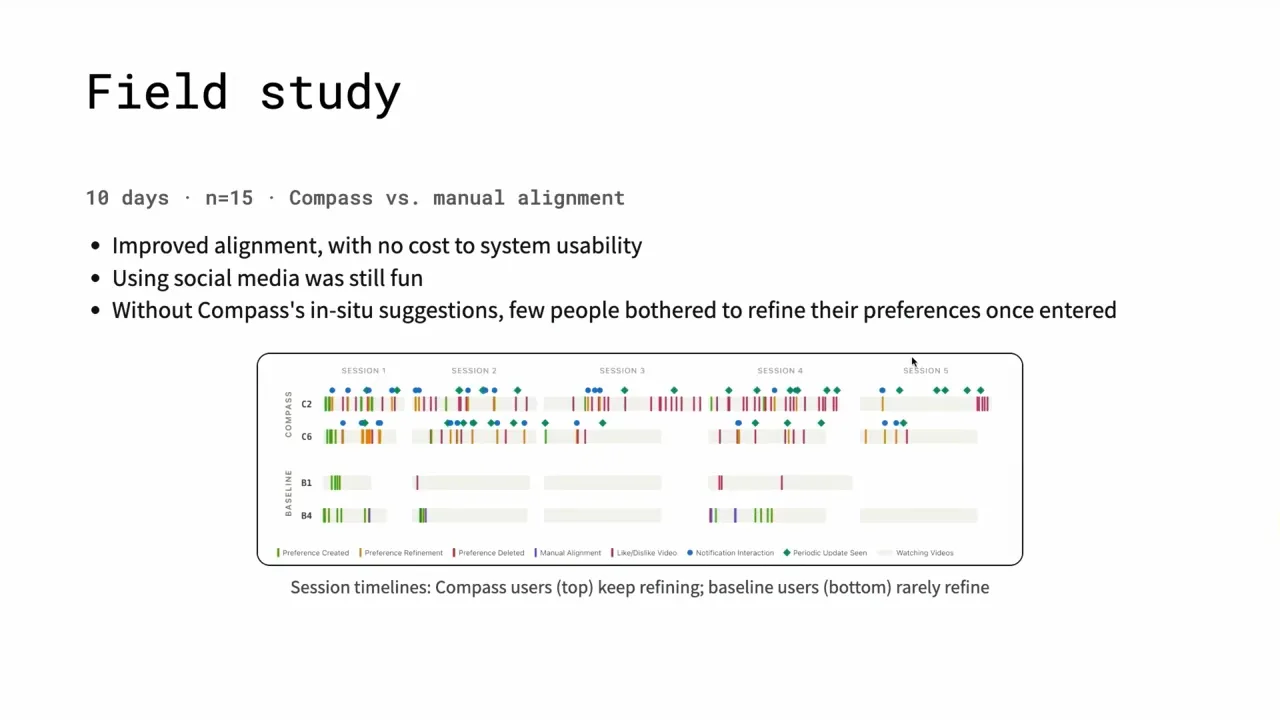 Field study
10 days · n=15 · Compass vs. manual alignment
• Improved alignment, with no cost to system usability
• Using social media was still fun
• Without Compass's in-situ suggestions, few people bothered to refine their preferences once entered
SESSION 1 SESSION 2 SESSION 3 SESSION 4 SESSION 5
COMPASS
C2
C6
BASELINE
B1
B4
Preference Created Preference Refinement Preference Deleted Manual Alignment Like/Dislike Video Notification Interaction Periodic Update Seen Watching Videos
Session timelines: Compass users (top) keep refining; baseline users (bottom) rarely refine